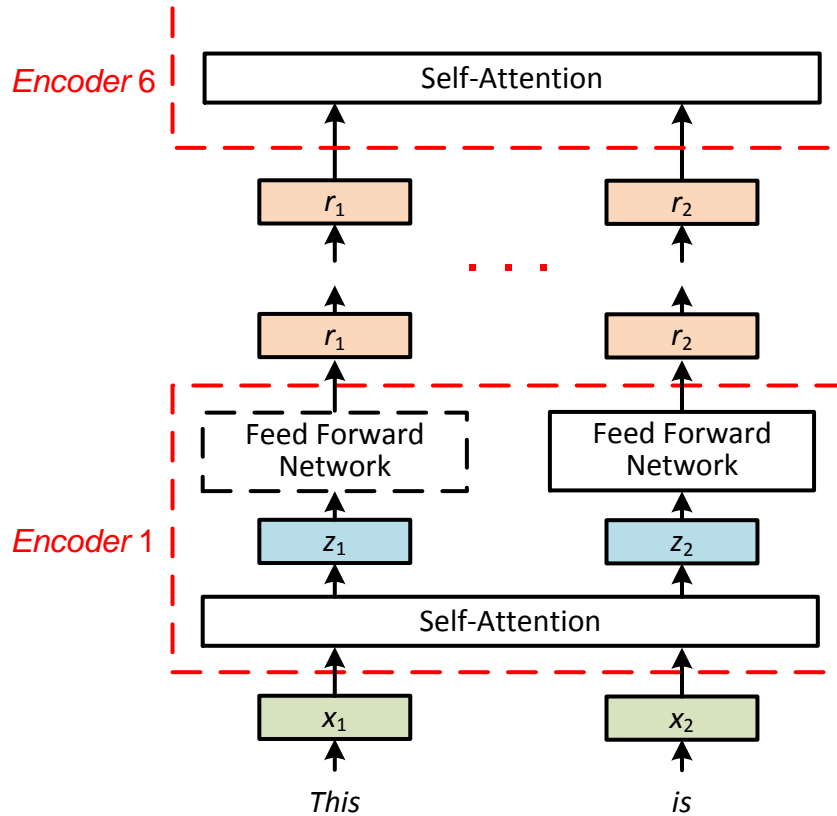 Self-Attention
Encoder 6
r₁ r₂
. . .
r₁ r₂
Feed Forward Network
Feed Forward Network
Encoder 1
z₁ z₂
Self-Attention
x₁ x₂
This is